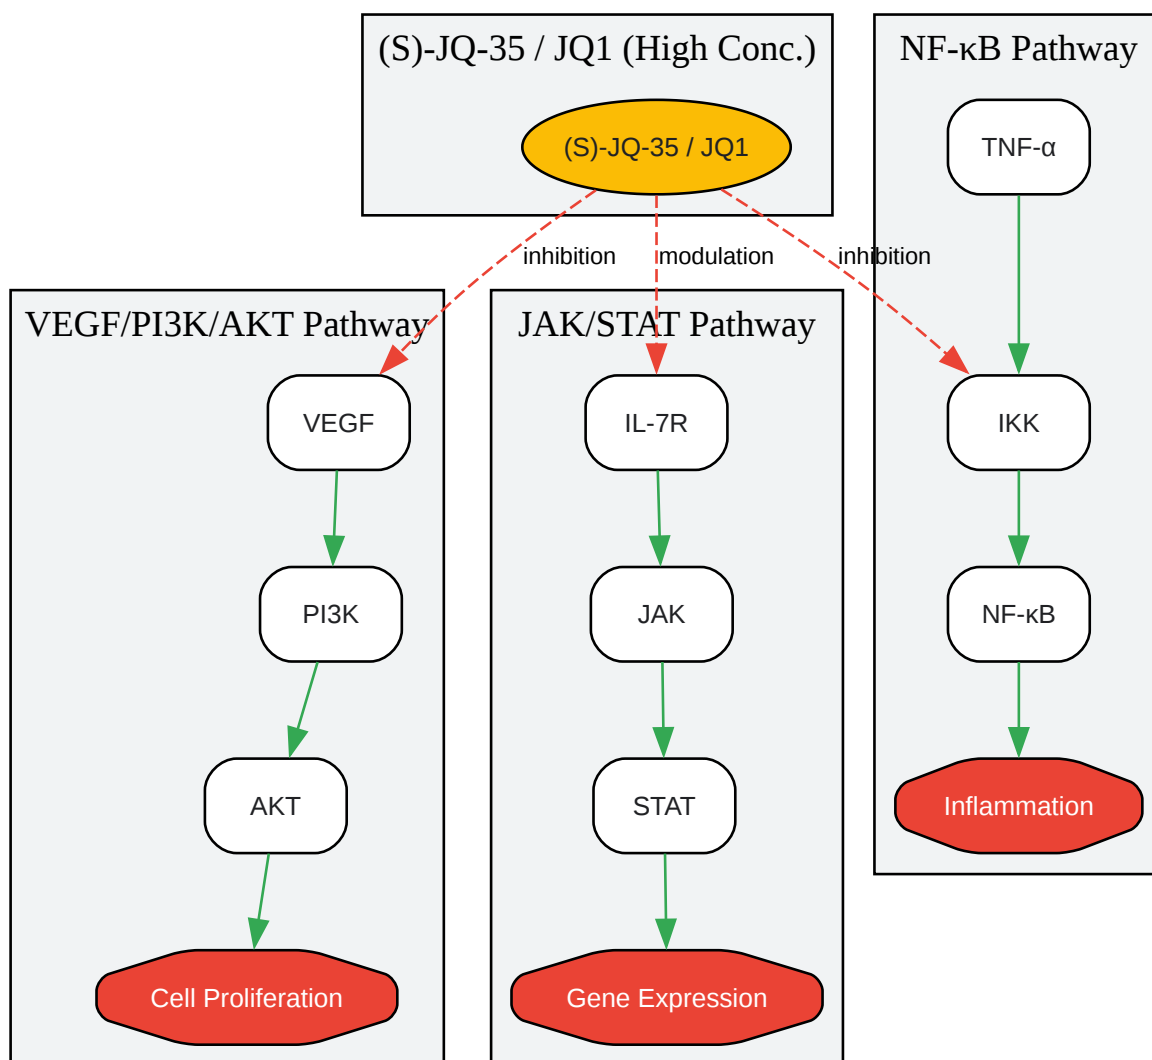 (S)-JQ-35 / JQ1 (High Conc.)
NF-κB Pathway
(S)-JQ-35 / JQ1
TNF-α
inhibition
modulation
inhibition
VEGF/PI3K/AKT Pathway
JAK/STAT Pathway
VEGF
IL-7R
IKK
PI3K
JAK
NF-κB
AKT
STAT
Inflammation
Cell Proliferation
Gene Expression